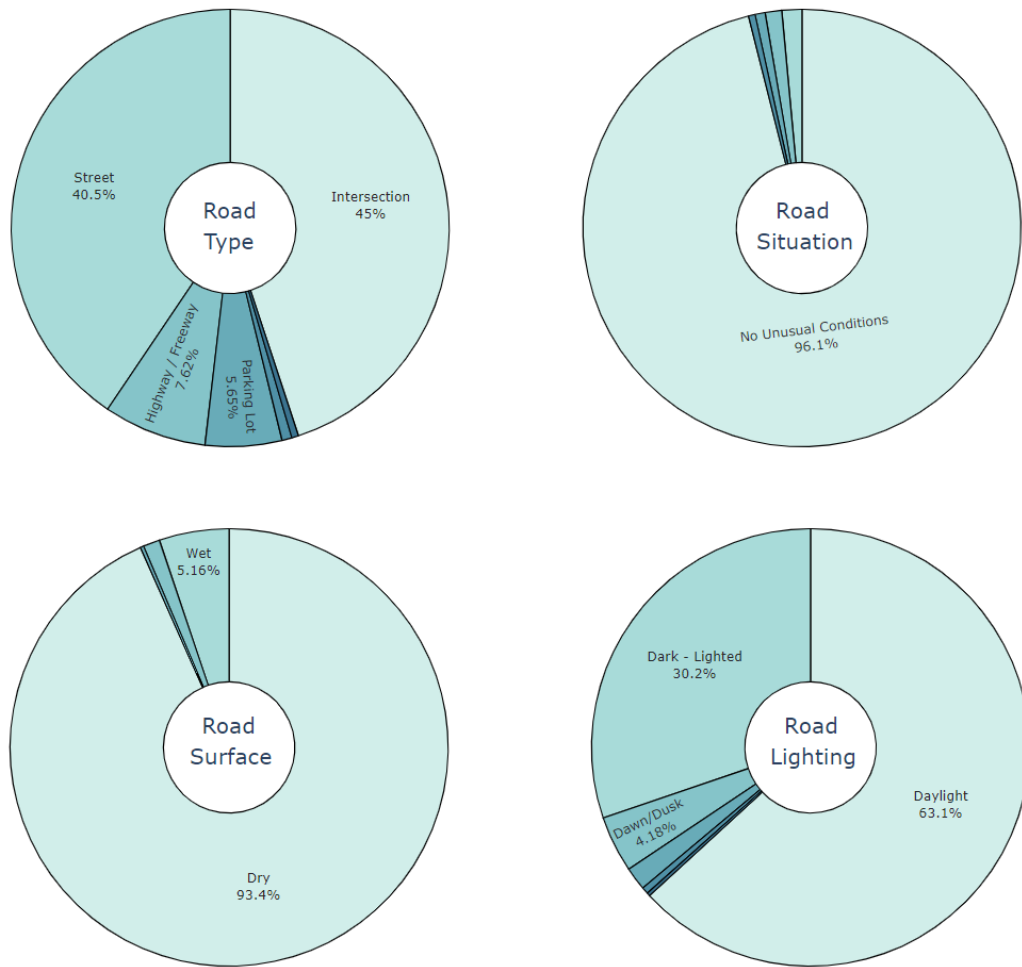 Street
40.5%
Intersection
45%
Road
Type
Highway / Freeway
7.62%
Parking Lot
5.65%
Road
Situation
No Unusual Conditions
96.1%
Wet
5.16%
Road
Surface
Dry
93.4%
Dark - Lighted
30.2%
Road
Lighting
Daylight
63.1%
Dawn/Dusk
4.18%